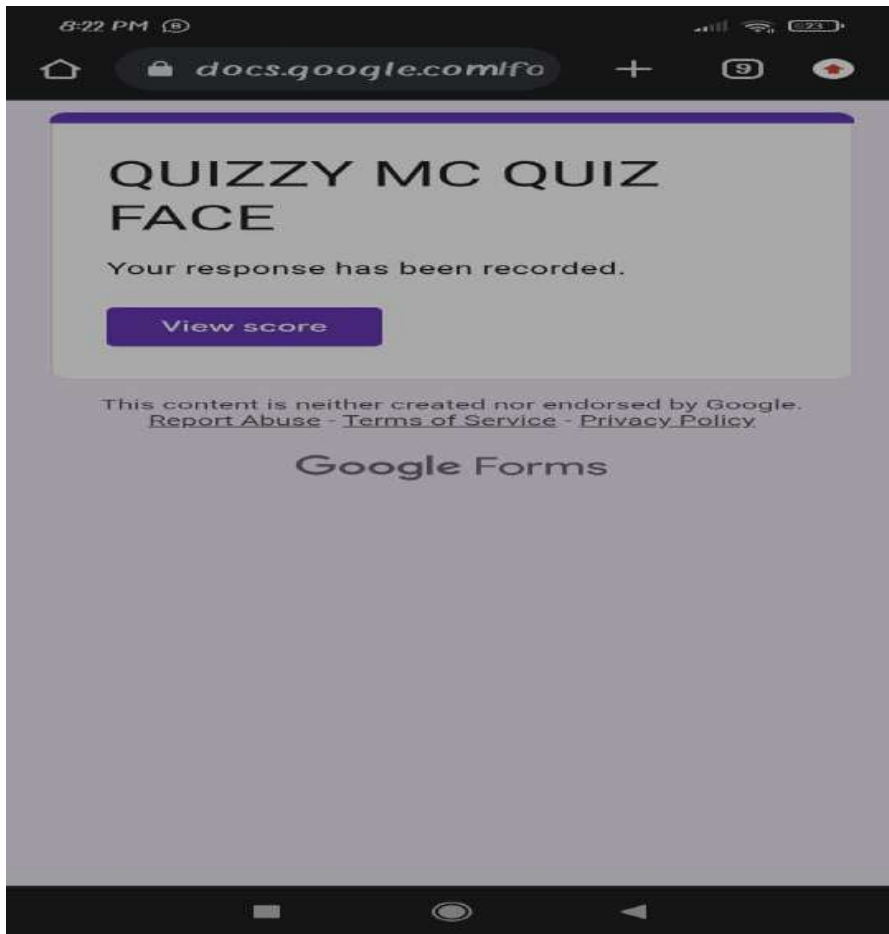 8:22 PM
23
docs.google.com/fo
9
QUIZZY MC QUIZ
FACE
Your response has been recorded.
View score
This content is neither created nor endorsed by Google.
Report Abuse - Terms of Service - Privacy Policy
Google Forms